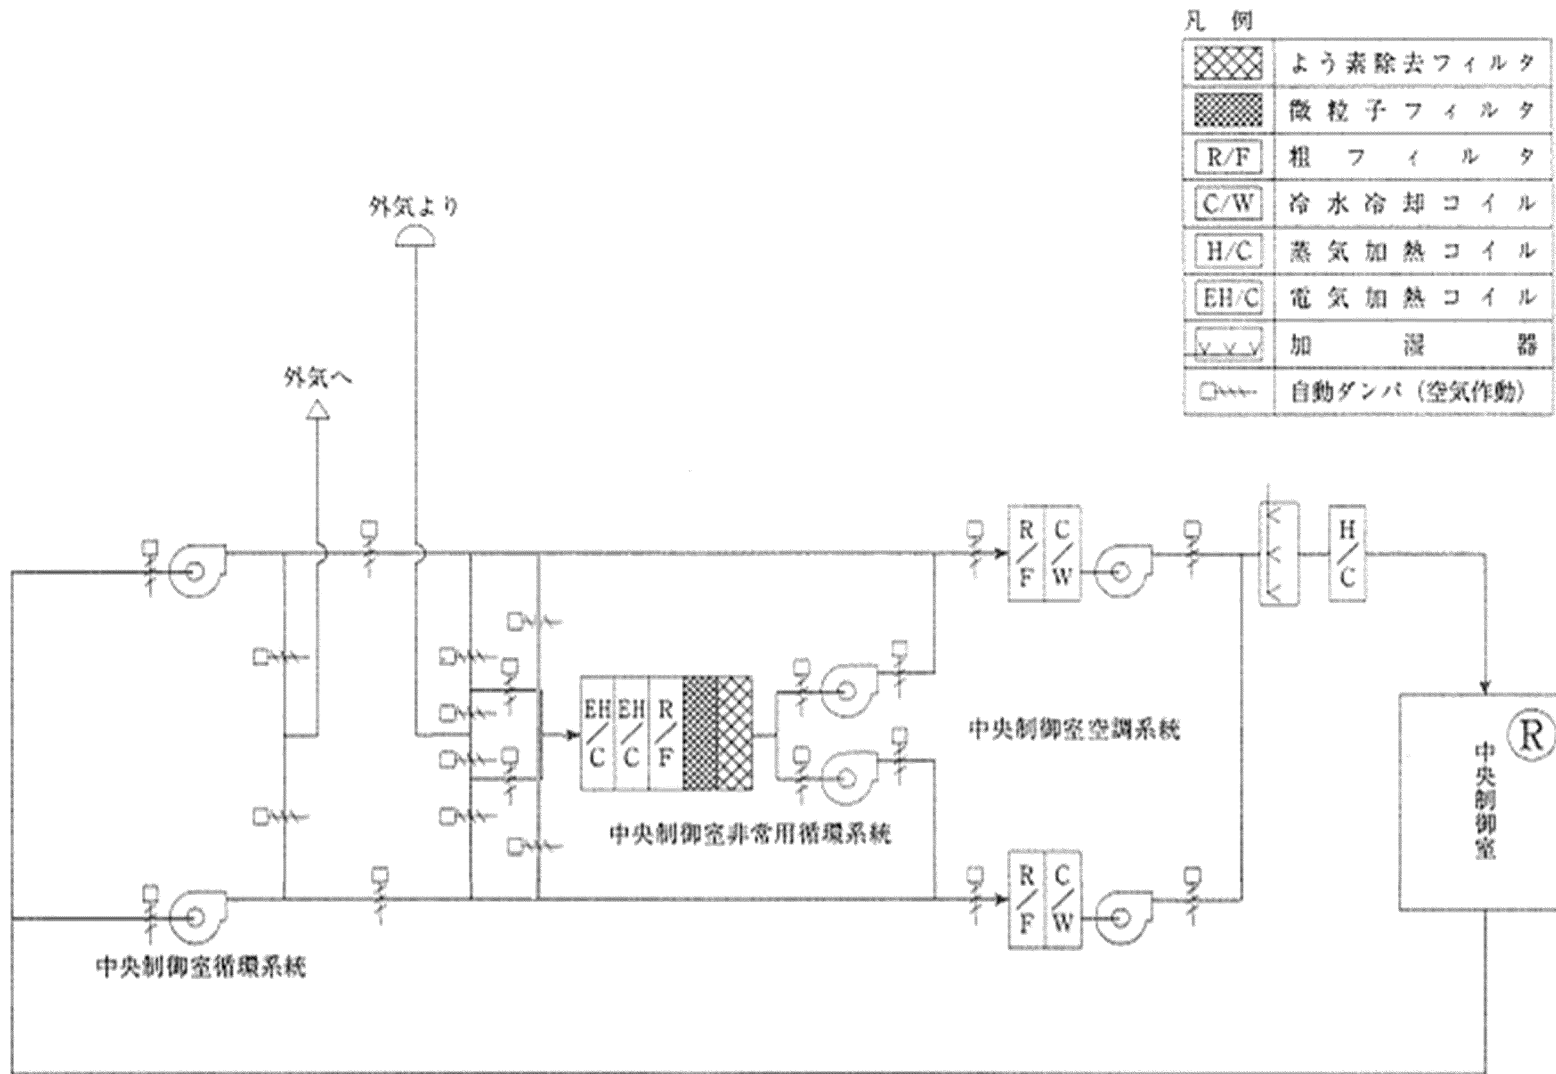 凡 例
よう素除去フィルタ
微粒子フィルタ
R/F 粗フィルタ
C/W 冷水冷却コイル
H/C 蒸気加熱コイル
EH/C 電気加熱コイル
加湿器
自動ダンパ（空気作動）
外気より
外気へ
R/F C/W
H/C
EH/C EH/C R/F
中央制御室空調系統
R
中央制御室
中央制御室非常用循環系統
R/F C/W
中央制御室循環系統